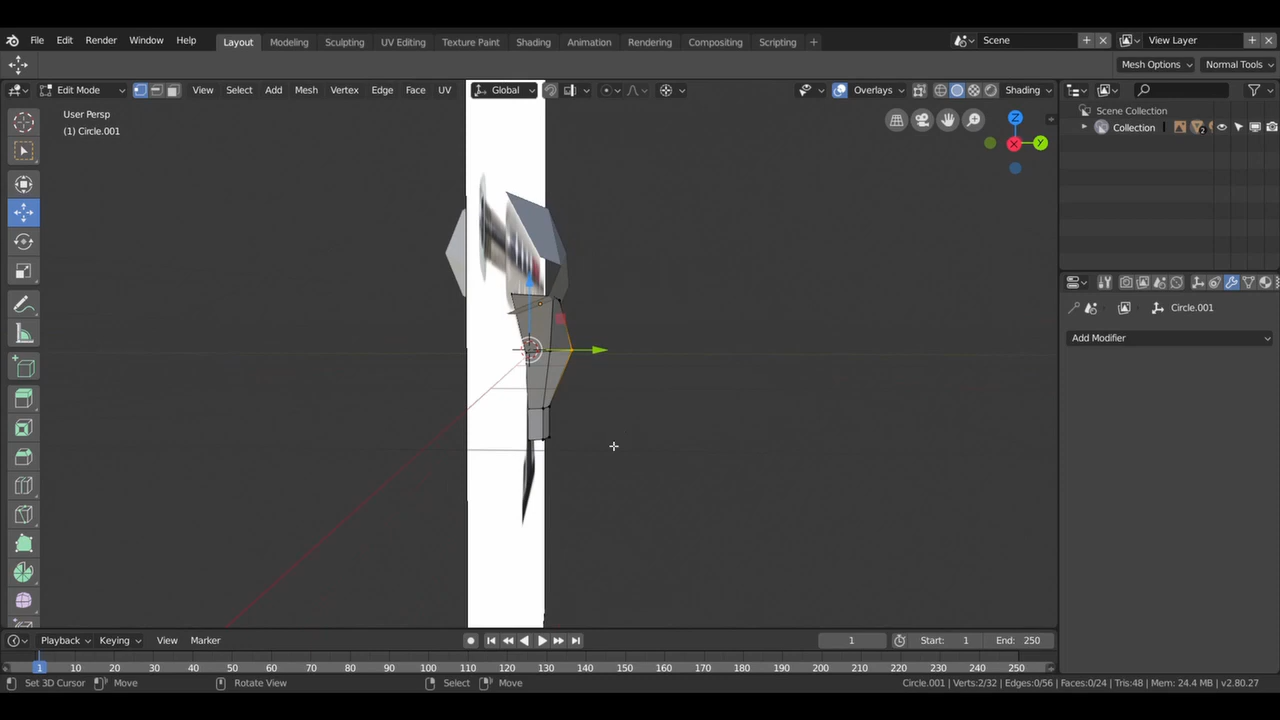 File Edit Render Window Help Layout Modeling Sculpting UV Editing Texture Paint Shading Animation Rendering Compositing Scripting + Scene View Layer
Mesh Options Normal Tools
Edit Mode View Select Add Mesh Vertex Edge Face UV Global Overlays Shading
User Persp
(1) Circle.001
Z
X
Y
Scene Collection
Collection
2
Circle.001
Add Modifier
Playback Keying View Marker 1 Start: 1 End: 250
1 10 20 30 40 50 60 70 80 90 100 110 120 130 140 150 160 170 180 190 200 210 220 230 240 250
Set 3D Cursor Move Rotate View Select Move Circle.001 | Verts:2/32 | Edges:0/56 | Faces:0/24 | Tris:48 | Mem: 24.4 MB | v2.80.27